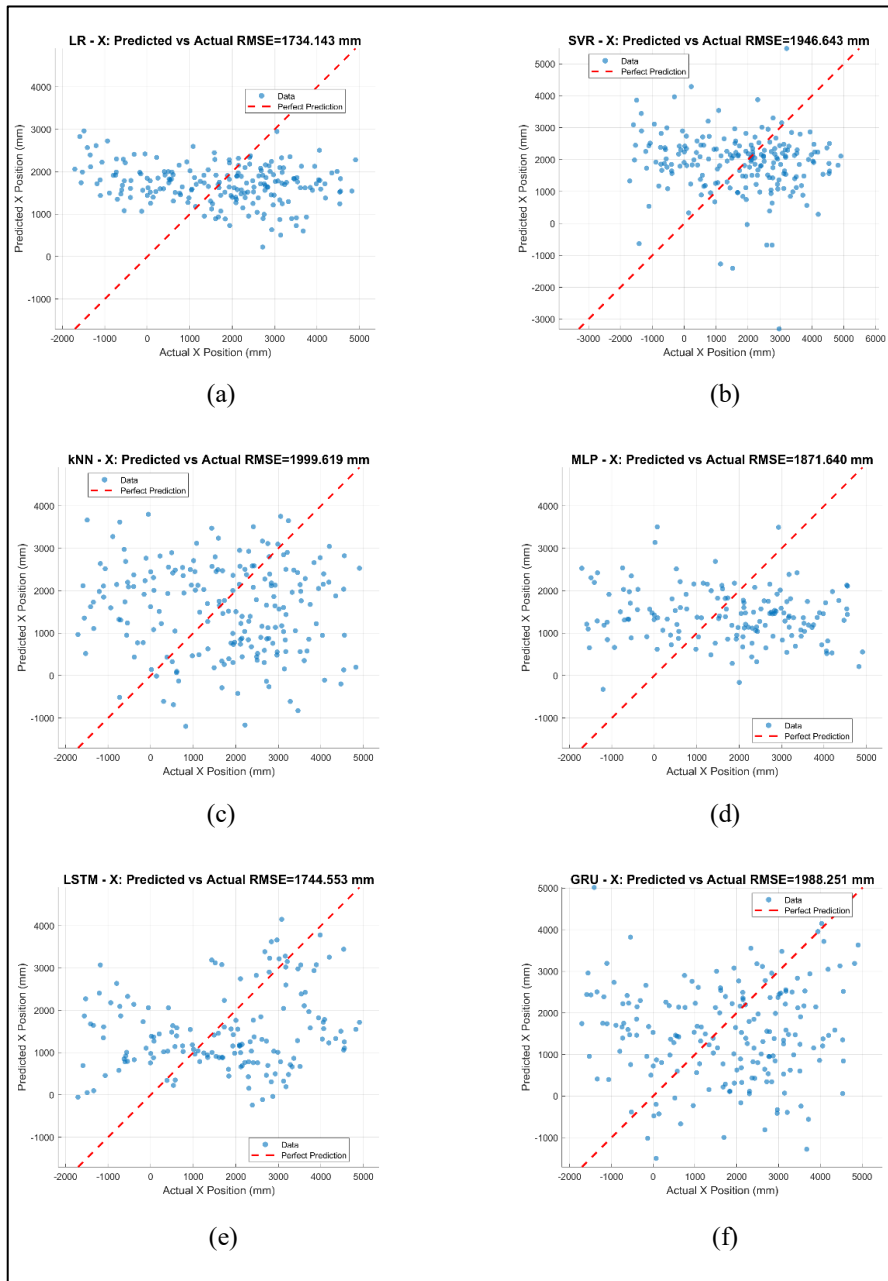 LR - X: Predicted vs Actual RMSE=1734.143 mm
Data
Perfect Prediction
4000
3000
2000
1000
0
-1000
Predicted X Position (mm)
-2000 -1000 0 1000 2000 3000 4000 5000
Actual X Position (mm)
(a)
SVR - X: Predicted vs Actual RMSE=1946.643 mm
Data
Perfect Prediction
5000
4000
3000
2000
1000
0
-1000
-2000
-3000
Predicted X Position (mm)
-3000 -2000 -1000 0 1000 2000 3000 4000 5000 6000
Actual X Position (mm)
(b)
kNN - X: Predicted vs Actual RMSE=1999.619 mm
Data
Perfect Prediction
4000
3000
2000
1000
0
-1000
Predicted X Position (mm)
-2000 -1000 0 1000 2000 3000 4000 5000
Actual X Position (mm)
(c)
MLP - X: Predicted vs Actual RMSE=1871.640 mm
4000
3000
2000
1000
0
-1000
Predicted X Position (mm)
Data
Perfect Prediction
-2000 -1000 0 1000 2000 3000 4000 5000
Actual X Position (mm)
(d)
LSTM - X: Predicted vs Actual RMSE=1744.553 mm
4000
3000
2000
1000
0
-1000
Predicted X Position (mm)
Data
Perfect Prediction
-2000 -1000 0 1000 2000 3000 4000 5000
Actual X Position (mm)
(e)
GRU - X: Predicted vs Actual RMSE=1988.251 mm
Data
Perfect Prediction
5000
4000
3000
2000
1000
0
-1000
Predicted X Position (mm)
-2000 -1000 0 1000 2000 3000 4000 5000
Actual X Position (mm)
(f)